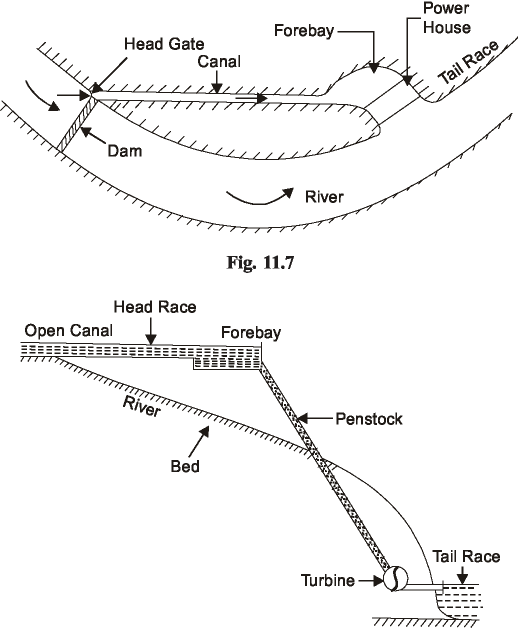 Power
House
Forebay
Head Gate
Canal
Tail Race
Dam
River
Fig. 11.7
Head Race
Open Canal
Forebay
River
Penstock
Bed
Tail Race
Turbine